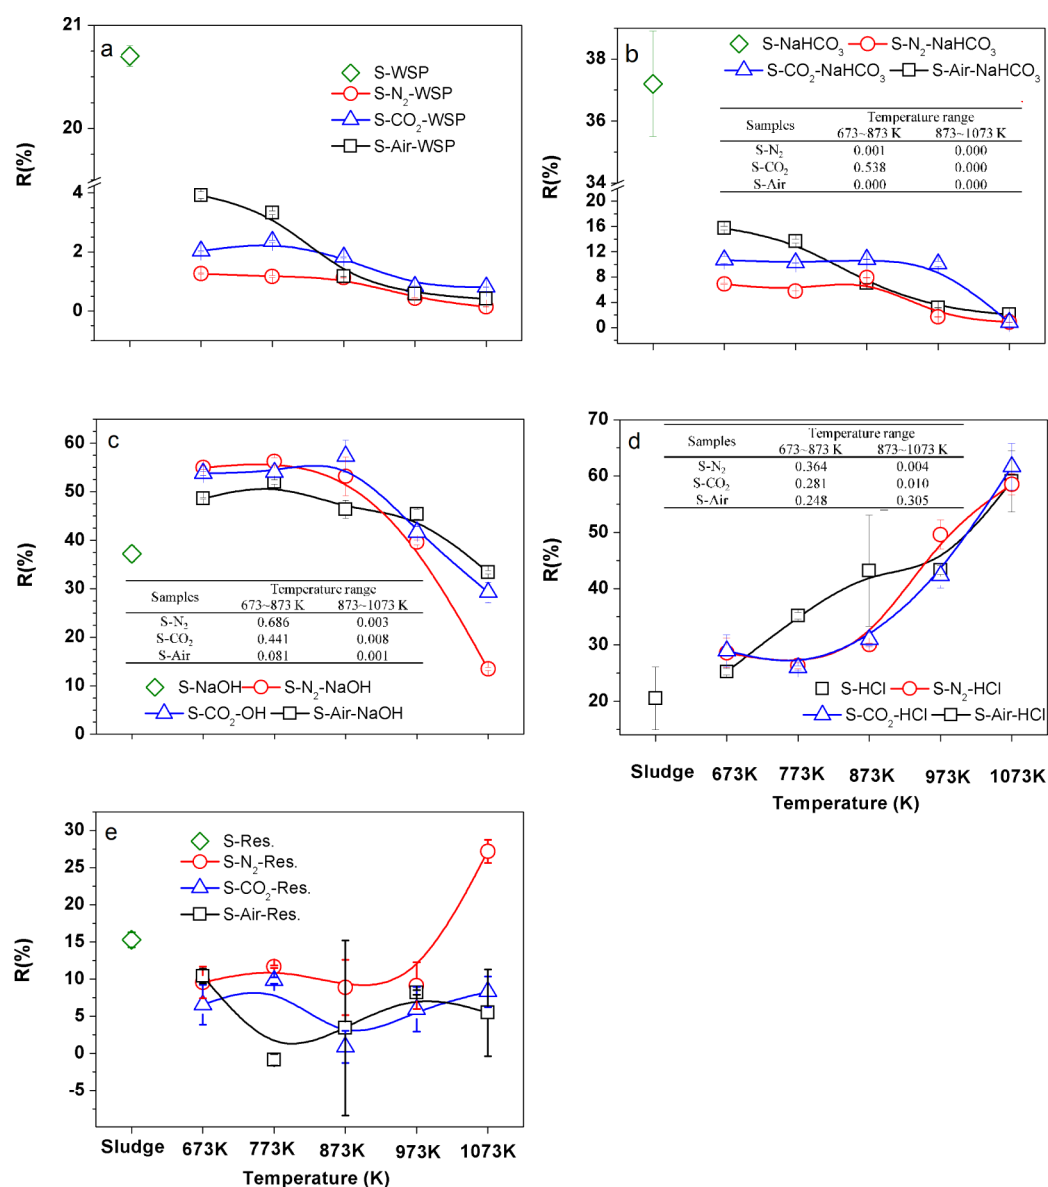 a
21
20
4
2
0
R(%)
S-WSP
S-N2-WSP
S-CO2-WSP
S-Air-WSP
b
38
36
34
20
16
12
8
4
0
R(%)
S-NaHCO3 S-N2-NaHCO3
S-CO2-NaHCO3 S-Air-NaHCO3
Samples Temperature range
673~873 K 873~1073 K
S-N2 0.001 0.000
S-CO2 0.538 0.000
S-Air 0.000 0.000
c
60
50
40
30
20
10
0
R(%)
Samples Temperature range
673~873 K 873~1073 K
S-N2 0.686 0.003
S-CO2 0.441 0.008
S-Air 0.081 0.001
S-NaOH S-N2-NaOH
S-CO2-OH S-Air-NaOH
d
70
60
50
40
30
20
R(%)
Samples Temperature range
673~873 K 873~1073 K
S-N2 0.364 0.004
S-CO2 0.281 0.010
S-Air 0.248 0.305
S-HCl S-N2-HCl
S-CO2-HCl S-Air-HCl
Sludge 673K 773K 873K 973K 1073K
Temperature (K)
e
30
25
20
15
10
5
0
-5
R(%)
S-Res.
S-N2-Res.
S-CO2-Res.
S-Air-Res.
Sludge 673K 773K 873K 973K 1073K
Temperature (K)